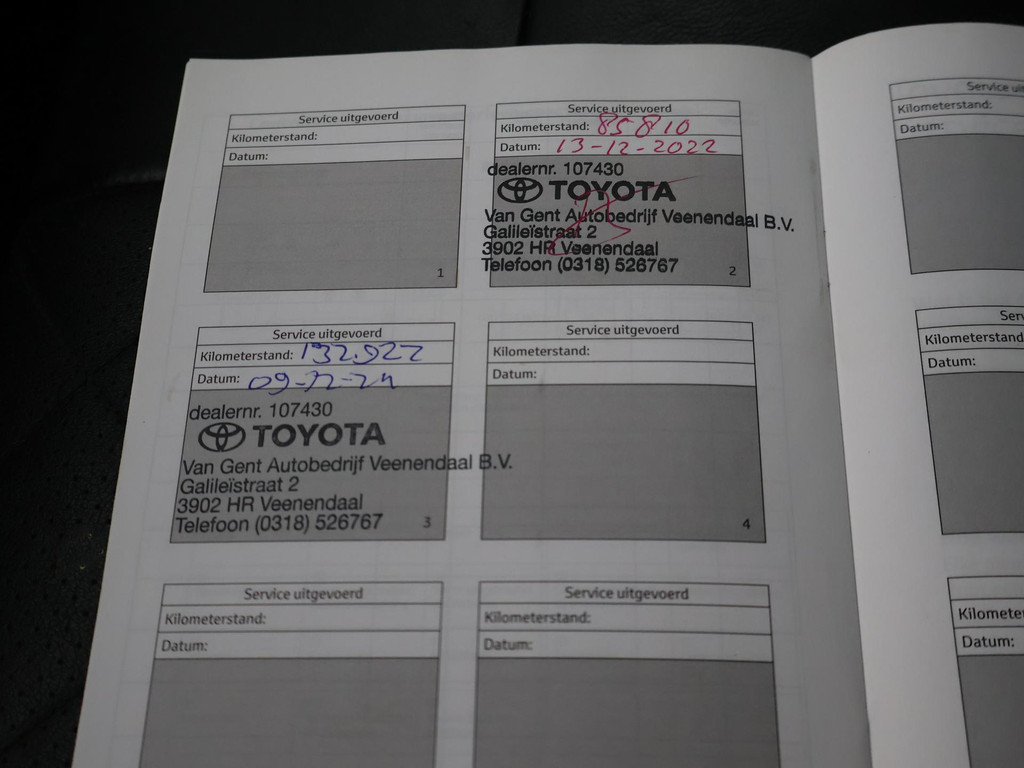 Service uitgevoerd
Kilometerstand:
Datum:
1
Service uitgevoerd
Kilometerstand: 85810
Datum: 13-12-2022
dealernr. 107430
TOYOTA
Van Gent Autobedrijf Veenendaal B.V.
Galileïstraat 2
3902 HR Veenendaal
Telefoon (0318) 526767
2
Service uitgevoerd
Kilometerstand: 132.922
Datum: 09-12-24
dealernr. 107430
TOYOTA
Van Gent Autobedrijf Veenendaal B.V.
Galileïstraat 2
3902 HR Veenendaal
Telefoon (0318) 526767
3
Service uitgevoerd
Kilometerstand:
Datum:
4
Service uitgevoerd
Kilometerstand:
Datum:
Service uitgevoerd
Kilometerstand:
Datum:
Service
Kilometerstand:
Datum:
Kilometerstand
Datum:
Datum: